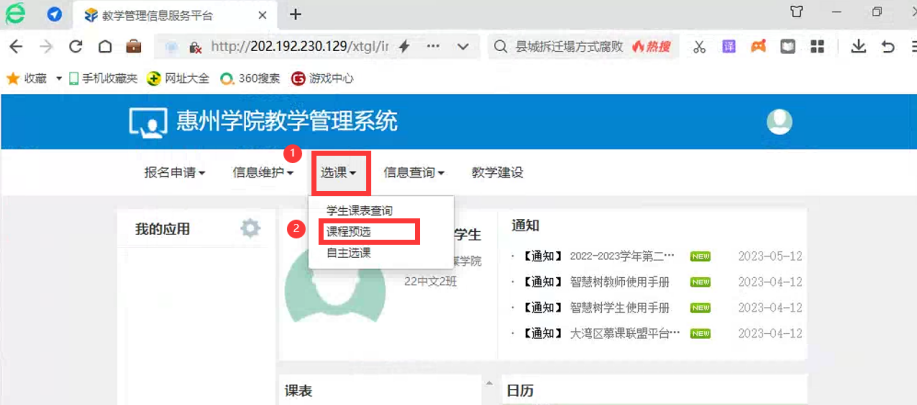 教学管理信息服务平台
http://202.192.230.129/xtgl/ir
县城拆迁塌方式腐败 热搜
收藏 手机收藏夹 网址大全 360搜索 游戏中心
惠州学院教学管理系统
1
报名申请 信息维护 选课 信息查询 教学建设
学生课表查询
2
课程预选
自主选课
我的应用
学生
学院
22中文2班
通知
· 【通知】 2022-2023学年第二··· NEW 2023-05-12
· 【通知】 智慧树教师使用手册 NEW 2023-04-12
· 【通知】 智慧树学生使用手册 NEW 2023-04-12
· 【通知】 大湾区慕课联盟平台··· NEW 2023-04-12
课表
日历